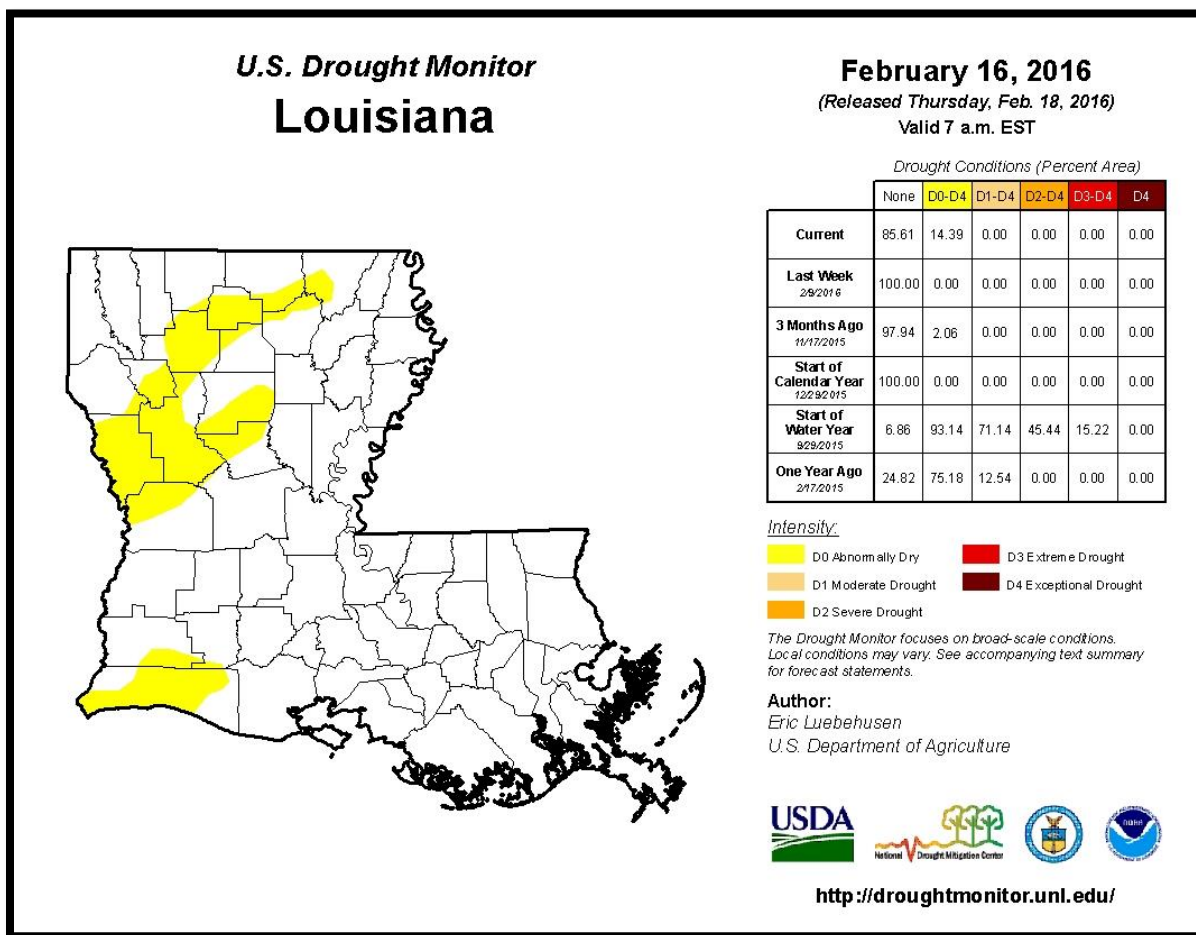 U.S. Drought Monitor
Louisiana
February 16, 2016
(Released Thursday, Feb. 18, 2016)
Valid 7 a.m. EST
Drought Conditions (Percent Area)
None D0-D4 D1-D4 D2-D4 D3-D4 D4
Current 85.61 14.39 0.00 0.00 0.00 0.00
Last Week
2/9/2016
100.00 0.00 0.00 0.00 0.00 0.00
3 Months Ago
11/17/2015
97.94 2.06 0.00 0.00 0.00 0.00
Start of
Calendar Year
12/29/2015
100.00 0.00 0.00 0.00 0.00 0.00
Start of
Water Year
9/29/2015
6.86 93.14 71.14 45.44 15.22 0.00
One Year Ago
2/17/2015
24.82 75.18 12.54 0.00 0.00 0.00
Intensity:
D0 Abnormally Dry
D1 Moderate Drought
D2 Severe Drought
D3 Extreme Drought
D4 Exceptional Drought
The Drought Monitor focuses on broad-scale conditions.
Local conditions may vary. See accompanying text summary
for forecast statements.
Author:
Eric Luebehusen
U.S. Department of Agriculture
USDA
National Drought Mitigation Center
NOAA
http://droughtmonitor.unl.edu/